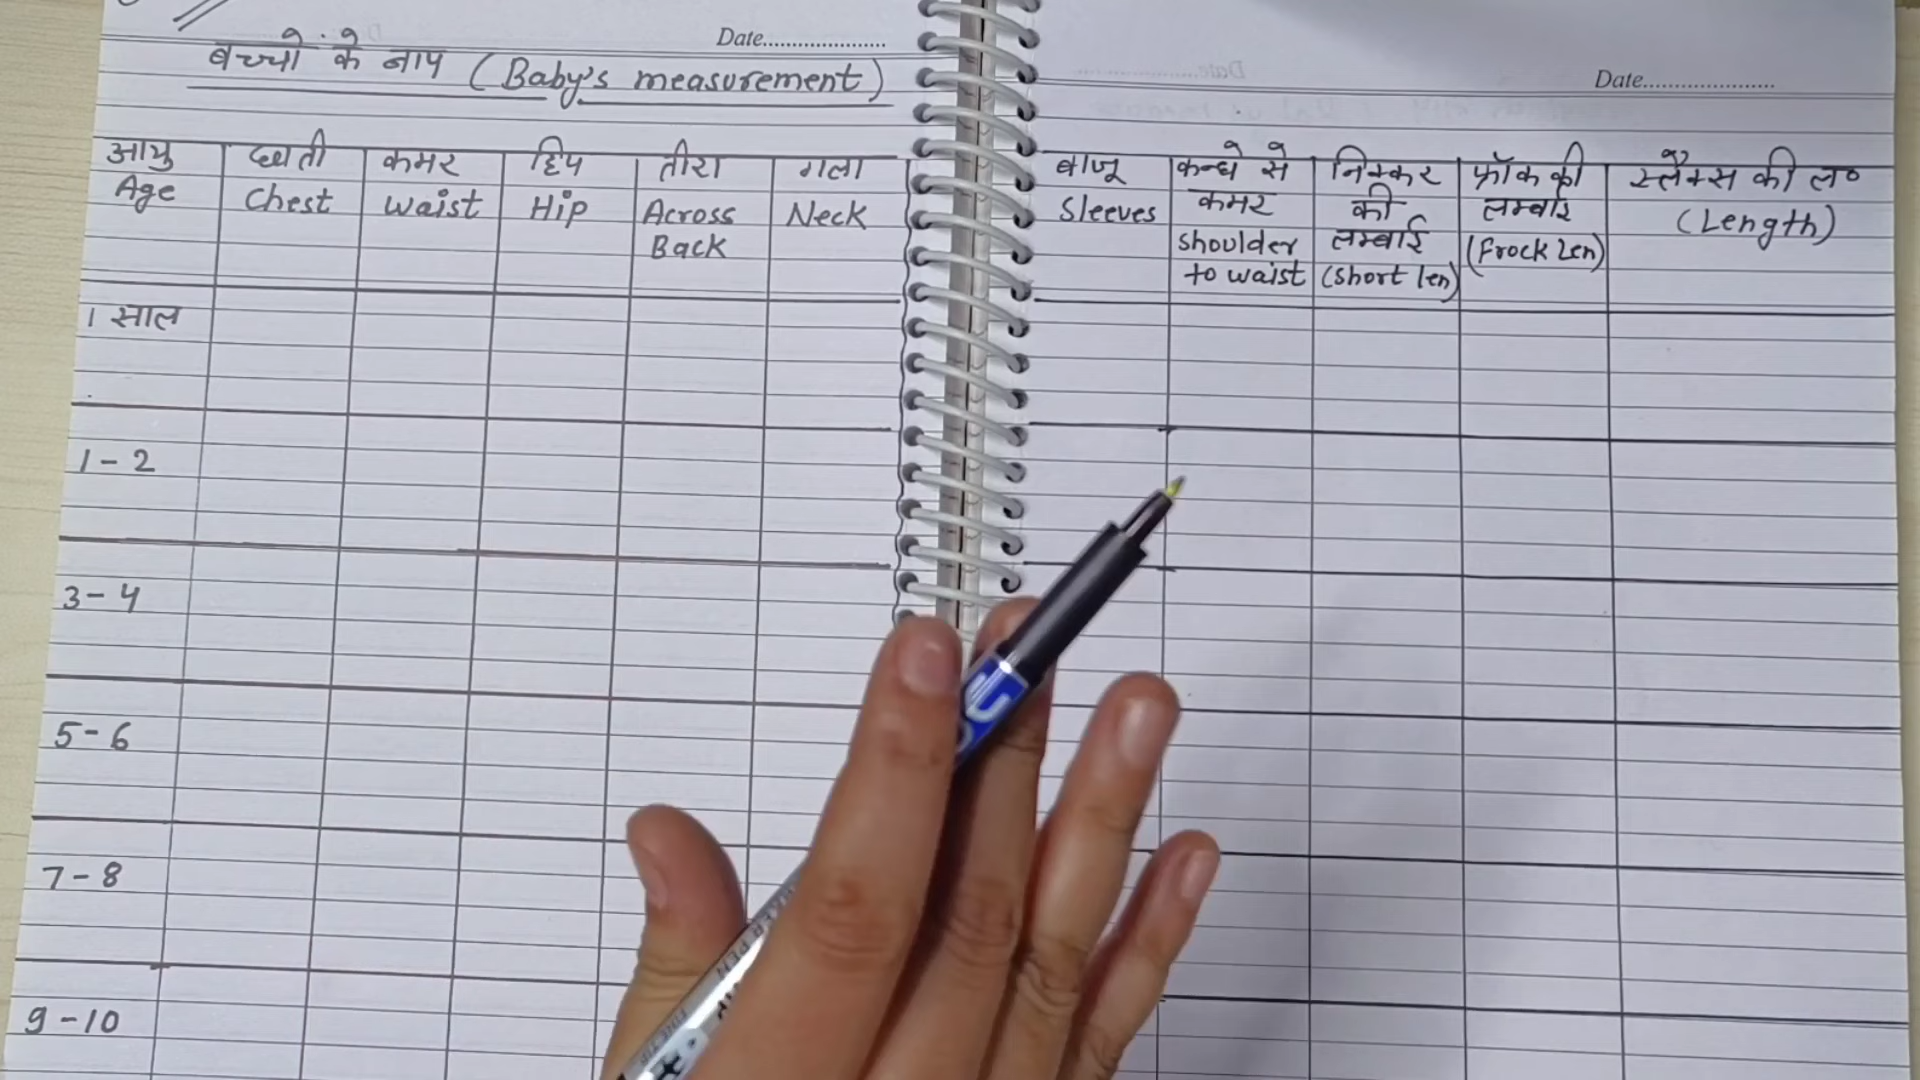 Date.....................
बच्चो के नाप (Baby's measurement)
आयु
Age
छाती
Chest
कमर
Waist
हिप
Hip
तीरा
Across
Back
गला
Neck
1 साल
1-2
3-4
5-6
7-8
9-10
Date.....................
बाजू
Sleeves
कन्धे से
कमर
shoulder
to waist
निक्कर
की
लम्बाई
(short len)
फ्रॉक की
लम्बाई
(Frock Len)
स्लैक्स की ल०
(Length)